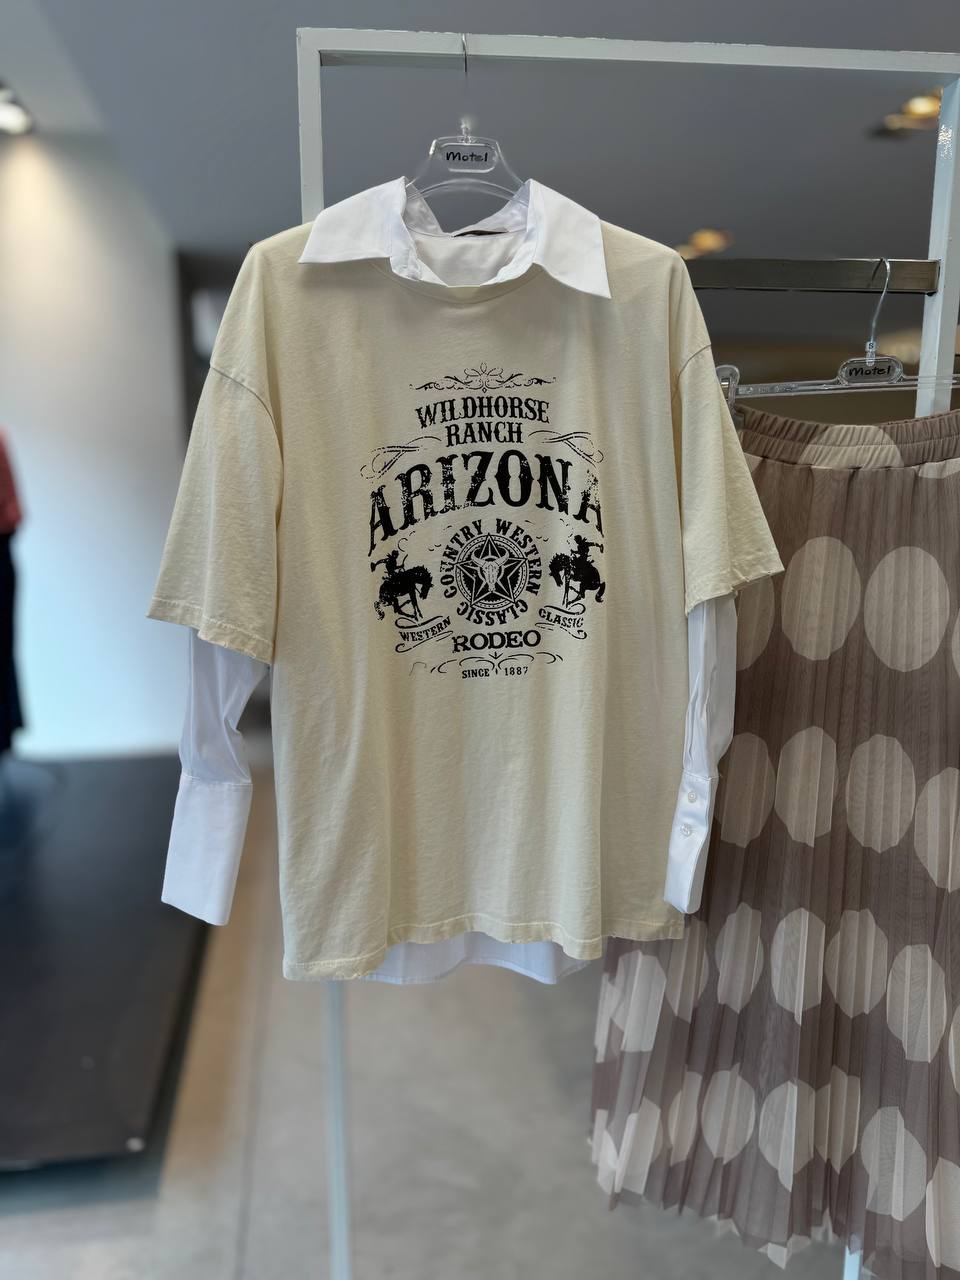 Motel
WILDHORSE
RANCH
ARIZONA
COUNTRY WESTERN
CLASSIC
WESTERN
CLASSIC
RODEO
SINCE 1887
S
Motel